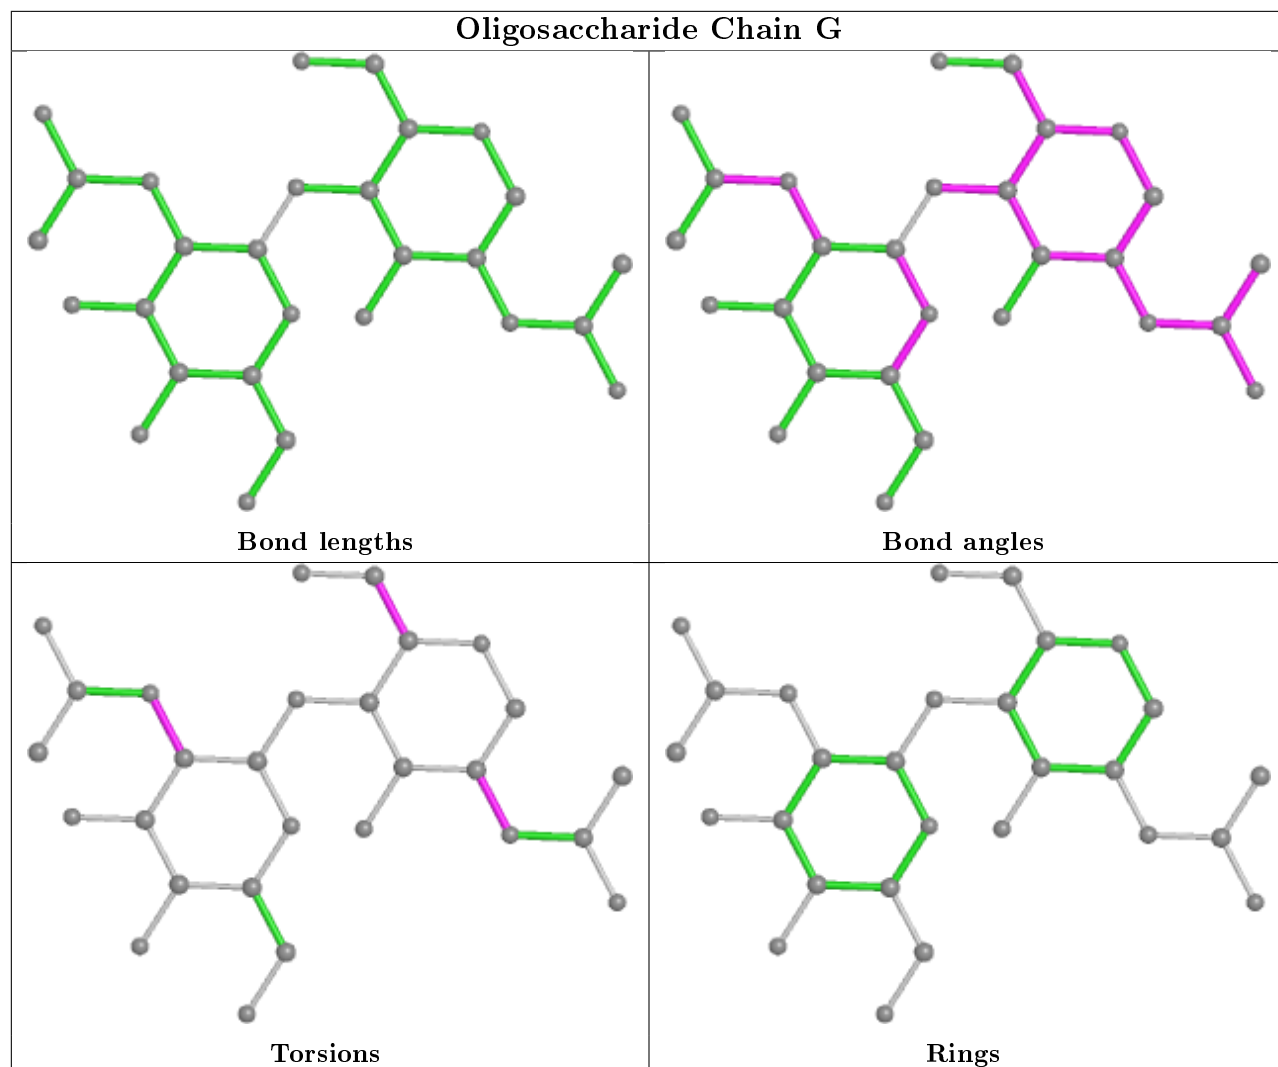 Oligosaccharide Chain G
Bond lengths
Bond angles
Torsions
Rings